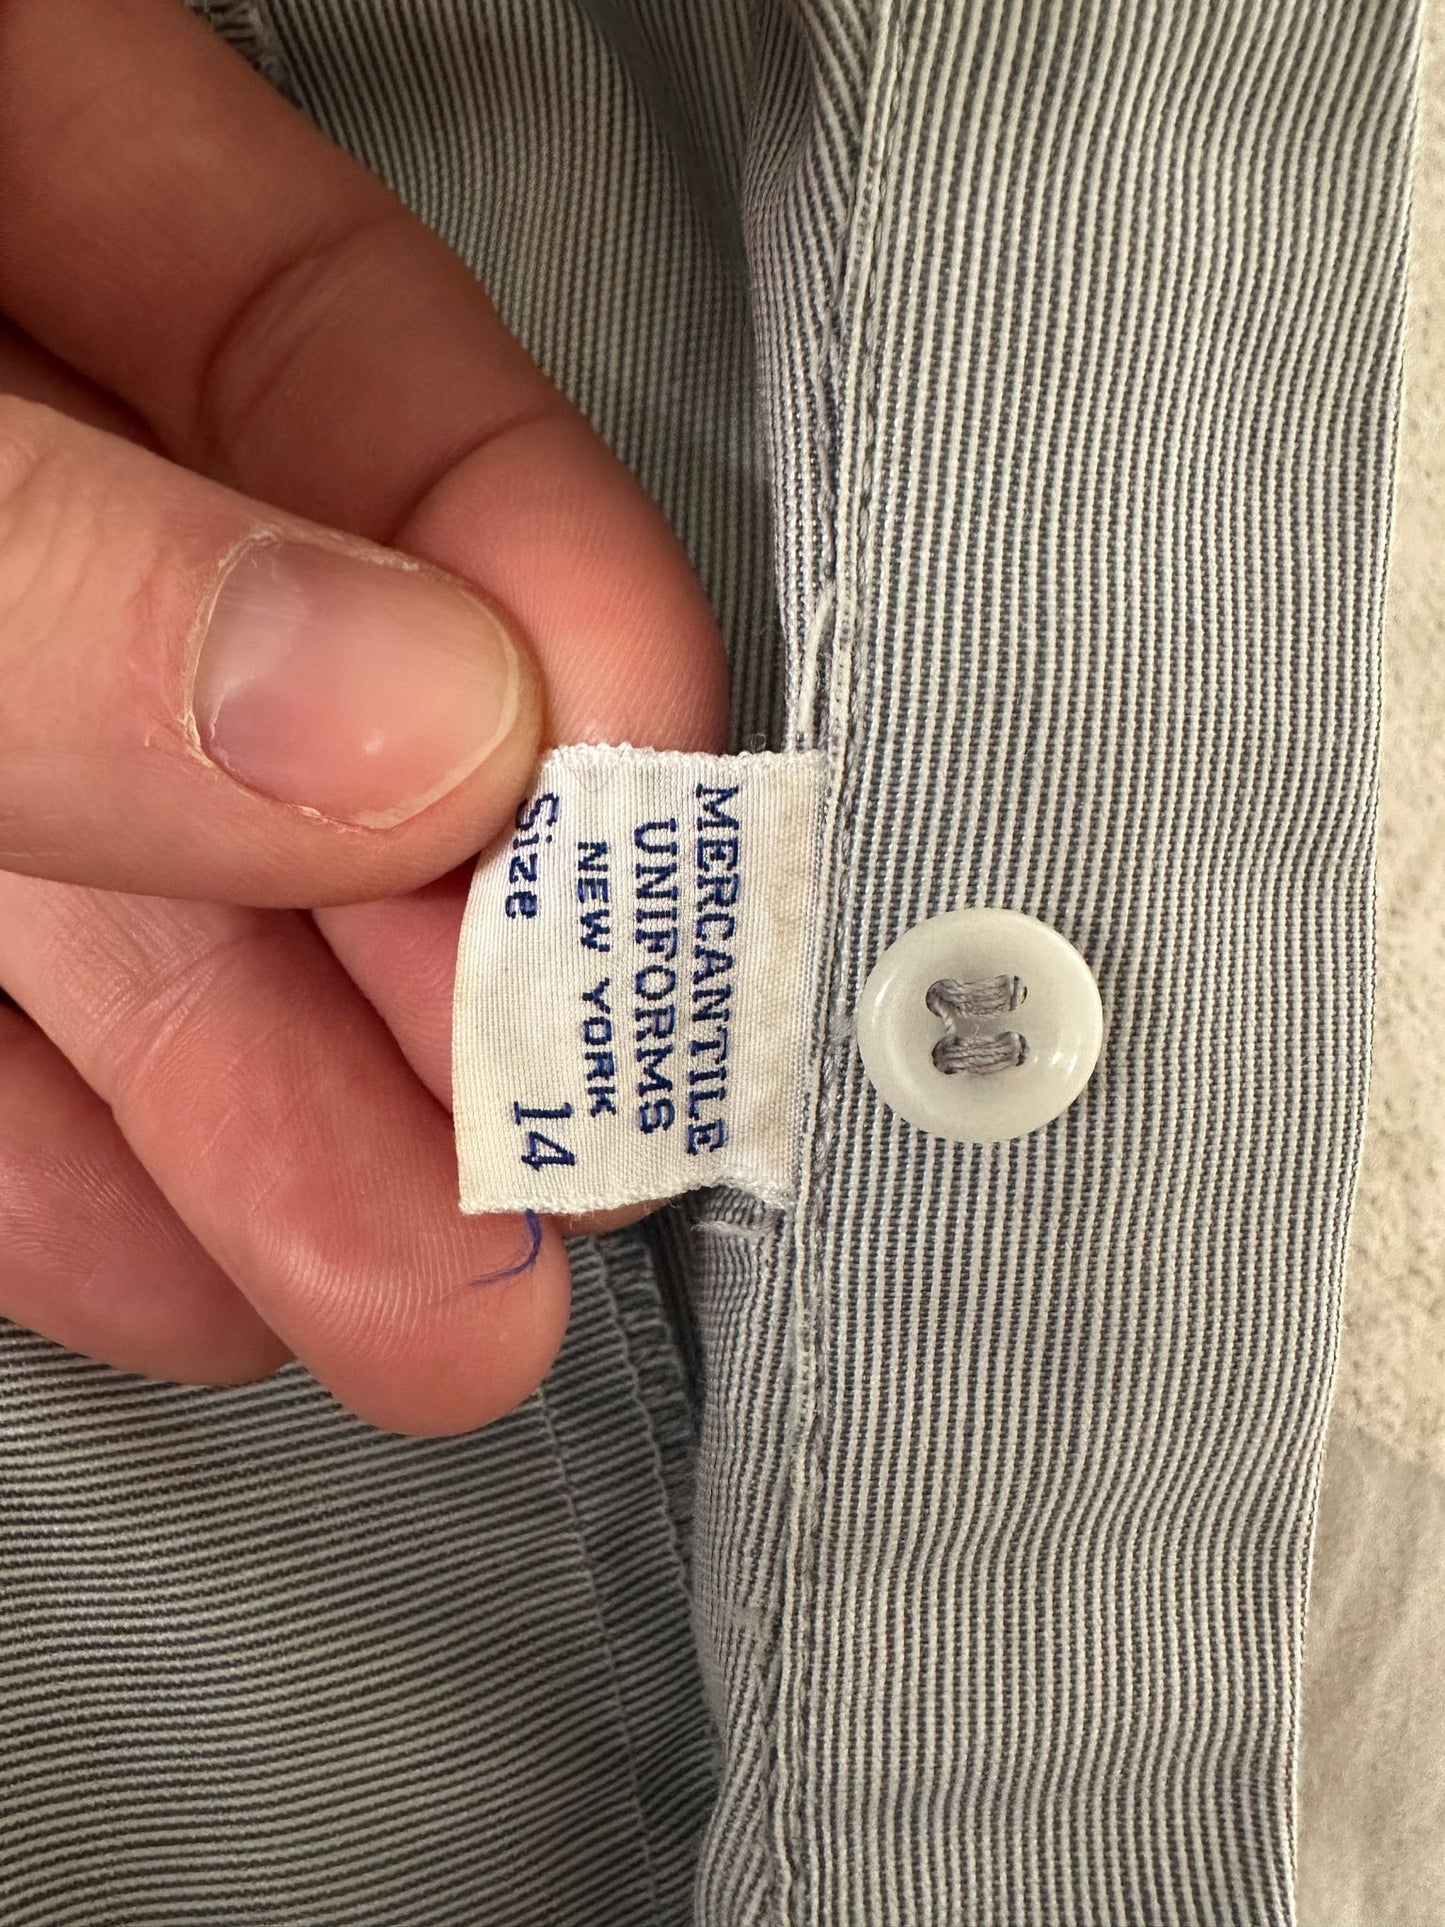 MERCANTILE
UNIFORMS
NEW YORK
Size 14